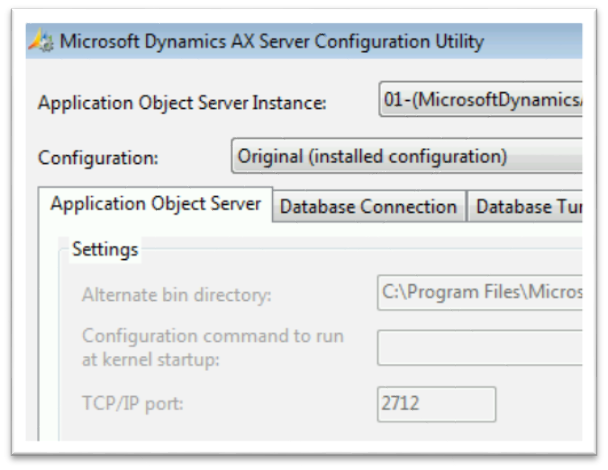 Microsoft Dynamics AX Server Configuration Utility
Application Object Server Instance: 01-(MicrosoftDynamics
Configuration: Original (installed configuration)
Application Object Server Database Connection Database Tun
Settings
Alternate bin directory: C:\Program Files\Micros
Configuration command to run
at kernel startup:
TCP/IP port: 2712